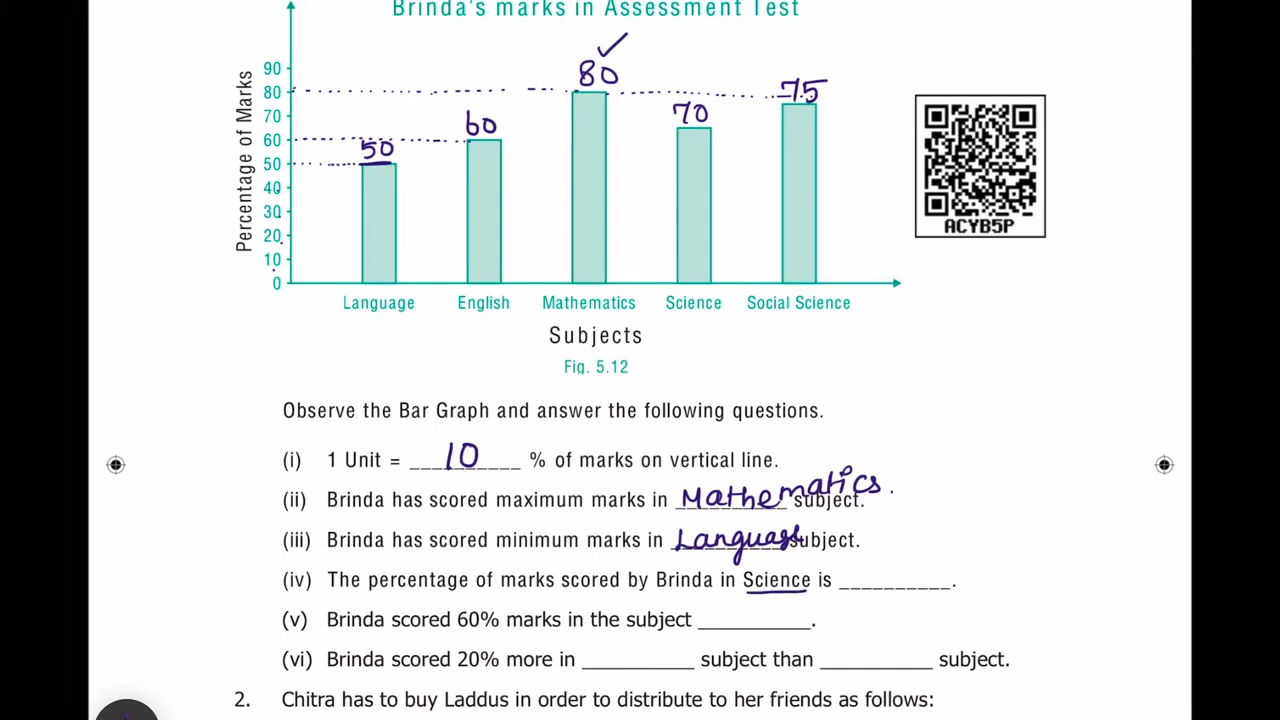 Brinda's marks in Assessment Test
Percentage of Marks
90
80
70
60
50
40
30
20
10
0
50
60
80
70
75
Language English Mathematics Science Social Science
Subjects
Fig. 5.12
ACYB5P
Observe the Bar Graph and answer the following questions.
(i) 1 Unit = 10 % of marks on vertical line.
(ii) Brinda has scored maximum marks in Mathematics. subject.
(iii) Brinda has scored minimum marks in Language subject.
(iv) The percentage of marks scored by Brinda in Science is __________.
(v) Brinda scored 60% marks in the subject __________.
(vi) Brinda scored 20% more in __________ subject than __________ subject.
2. Chitra has to buy Laddus in order to distribute to her friends as follows: